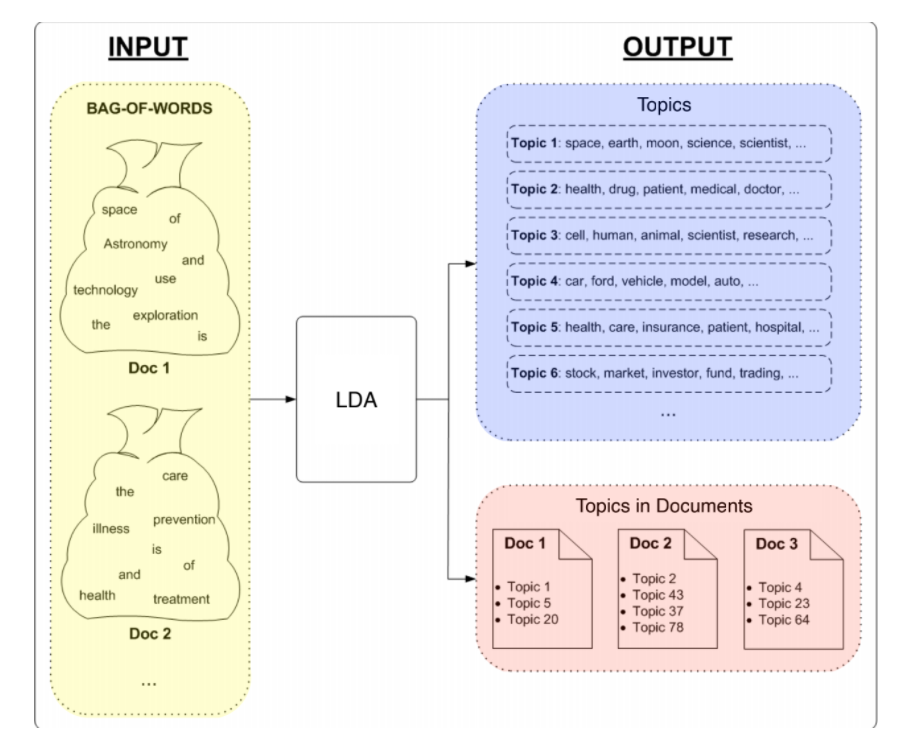 INPUT
BAG-OF-WORDS
space
of
Astronomy
and
use
technology
exploration
the
is
Doc 1
care
the
prevention
illness
is
of
and
health
treatment
Doc 2
...
LDA
OUTPUT
Topics
Topic 1: space, earth, moon, science, scientist, ...
Topic 2: health, drug, patient, medical, doctor, ...
Topic 3: cell, human, animal, scientist, research, ...
Topic 4: car, ford, vehicle, model, auto, ...
Topic 5: health, care, insurance, patient, hospital, ...
Topic 6: stock, market, investor, fund, trading, ...
...
Topics in Documents
Doc 1
• Topic 1
• Topic 5
• Topic 20
Doc 2
• Topic 2
• Topic 43
• Topic 37
• Topic 78
Doc 3
• Topic 4
• Topic 23
• Topic 64